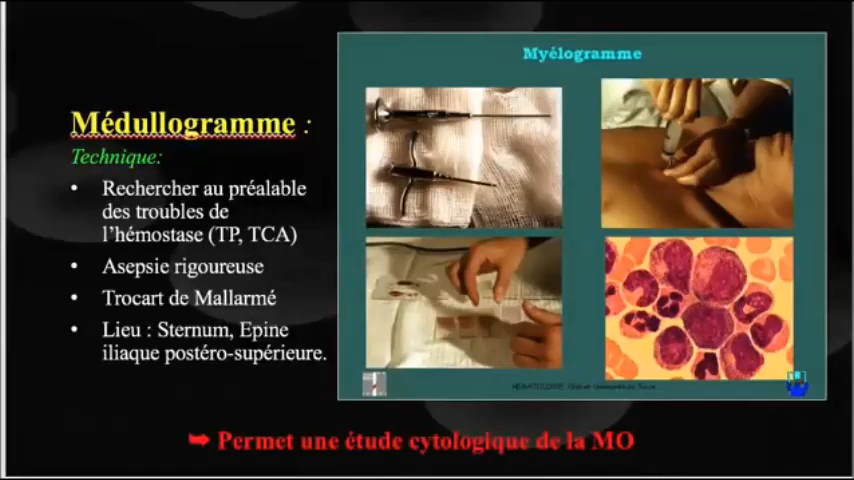 Médullogramme :
Technique:
• Rechercher au préalable
des troubles de
l'hémostase (TP, TCA)
• Asepsie rigoureuse
• Trocart de Mallarmé
• Lieu : Sternum, Epine
iliaque postéro-supérieure.
Myélogramme
HEMATOLOGIE
➥ Permet une étude cytologique de la MO